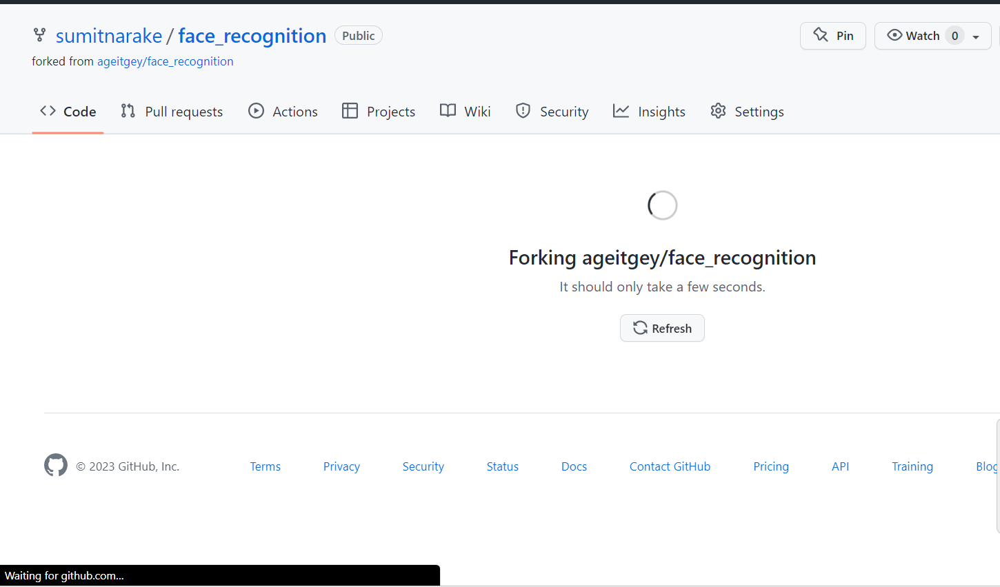 sumitnarake / face_recognition Public Pin Watch 0
forked from ageitgey/face_recognition
Code Pull requests Actions Projects Wiki Security Insights Settings
Forking ageitgey/face_recognition
It should only take a few seconds.
Refresh
© 2023 GitHub, Inc. Terms Privacy Security Status Docs Contact GitHub Pricing API Training Blog
Waiting for github.com...